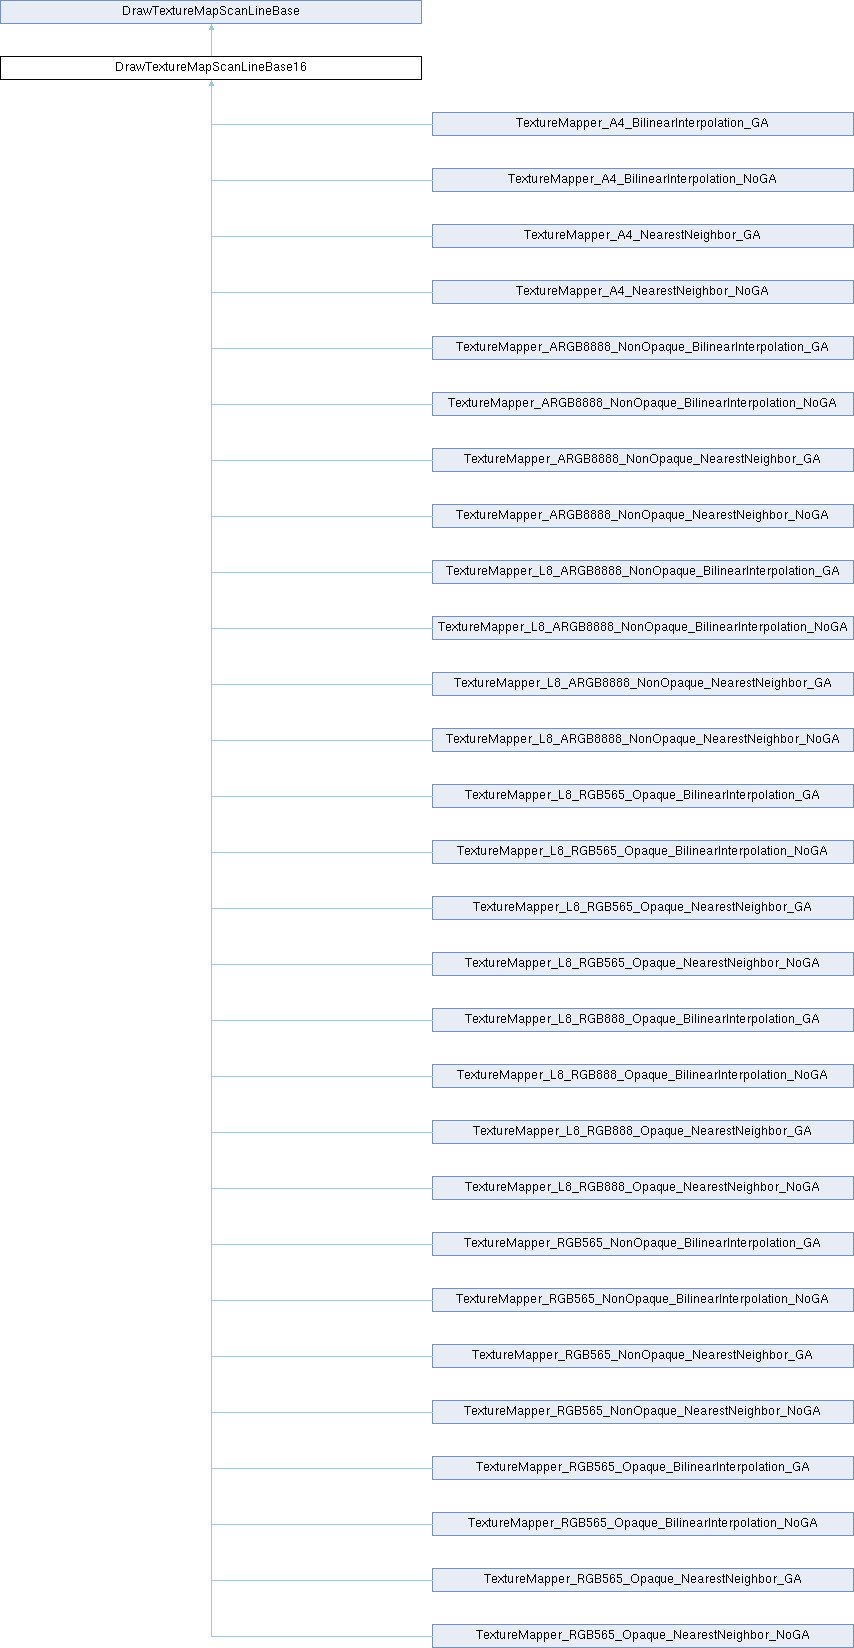 DrawTextureMapScanLineBase
DrawTextureMapScanLineBase16
TextureMapper_A4_BilinearInterpolation_GA
TextureMapper_A4_BilinearInterpolation_NoGA
TextureMapper_A4_NearestNeighbor_GA
TextureMapper_A4_NearestNeighbor_NoGA
TextureMapper_ARGB8888_NonOpaque_BilinearInterpolation_GA
TextureMapper_ARGB8888_NonOpaque_BilinearInterpolation_NoGA
TextureMapper_ARGB8888_NonOpaque_NearestNeighbor_GA
TextureMapper_ARGB8888_NonOpaque_NearestNeighbor_NoGA
TextureMapper_L8_ARGB8888_NonOpaque_BilinearInterpolation_GA
TextureMapper_L8_ARGB8888_NonOpaque_BilinearInterpolation_NoGA
TextureMapper_L8_ARGB8888_NonOpaque_NearestNeighbor_GA
TextureMapper_L8_ARGB8888_NonOpaque_NearestNeighbor_NoGA
TextureMapper_L8_RGB565_Opaque_BilinearInterpolation_GA
TextureMapper_L8_RGB565_Opaque_BilinearInterpolation_NoGA
TextureMapper_L8_RGB565_Opaque_NearestNeighbor_GA
TextureMapper_L8_RGB565_Opaque_NearestNeighbor_NoGA
TextureMapper_L8_RGB888_Opaque_BilinearInterpolation_GA
TextureMapper_L8_RGB888_Opaque_BilinearInterpolation_NoGA
TextureMapper_L8_RGB888_Opaque_NearestNeighbor_GA
TextureMapper_L8_RGB888_Opaque_NearestNeighbor_NoGA
TextureMapper_RGB565_NonOpaque_BilinearInterpolation_GA
TextureMapper_RGB565_NonOpaque_BilinearInterpolation_NoGA
TextureMapper_RGB565_NonOpaque_NearestNeighbor_GA
TextureMapper_RGB565_NonOpaque_NearestNeighbor_NoGA
TextureMapper_RGB565_Opaque_BilinearInterpolation_GA
TextureMapper_RGB565_Opaque_BilinearInterpolation_NoGA
TextureMapper_RGB565_Opaque_NearestNeighbor_GA
TextureMapper_RGB565_Opaque_NearestNeighbor_NoGA